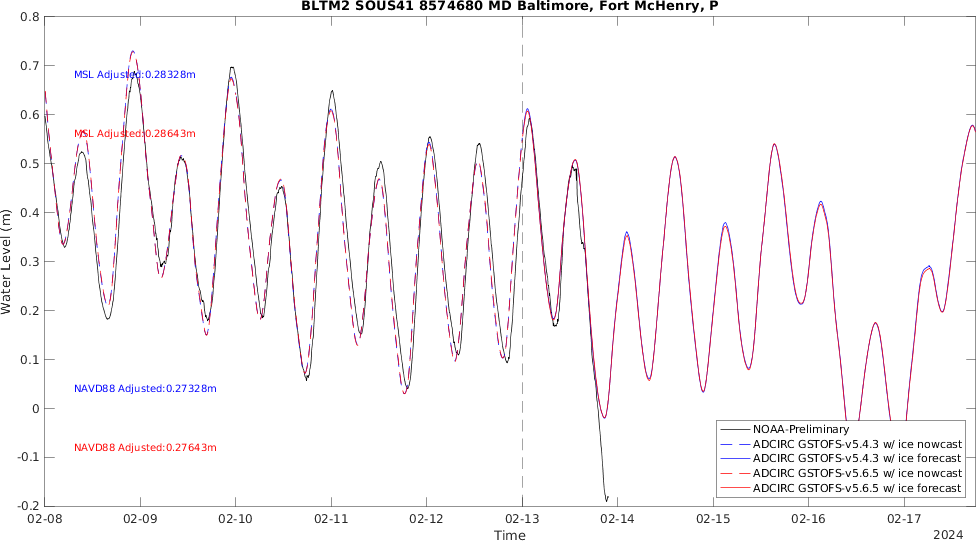 BLTM2 SOUS41 8574680 MD Baltimore, Fort McHenry, P
0.8
0.7
0.6
0.5
0.4
0.3
0.2
0.1
0
-0.1
-0.2
Water Level (m)
MSL Adjusted:0.28328m
MSL Adjusted:0.28643m
NAVD88 Adjusted:0.27328m
NAVD88 Adjusted:0.27643m
NOAA-Preliminary
ADCIRC GSTOFS-v5.4.3 w/ ice nowcast
ADCIRC GSTOFS-v5.4.3 w/ ice forecast
ADCIRC GSTOFS-v5.6.5 w/ ice nowcast
ADCIRC GSTOFS-v5.6.5 w/ ice forecast
02-08 02-09 02-10 02-11 02-12 02-13 02-14 02-15 02-16 02-17
Time
2024